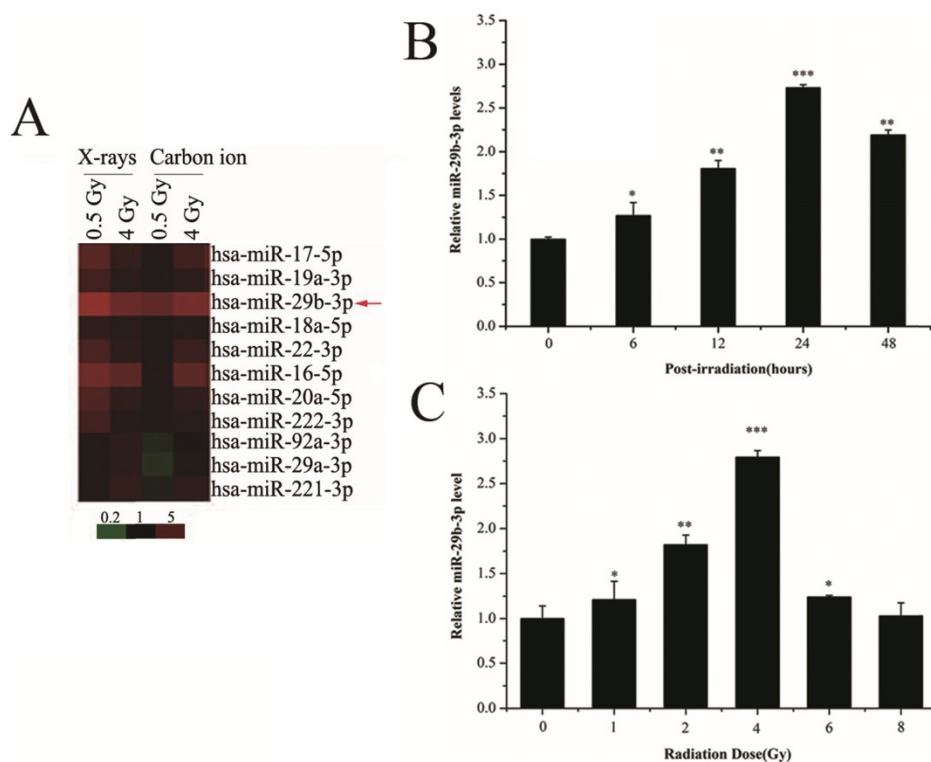 A
X-rays Carbon ion
0.5 Gy 4 Gy 0.5 Gy 4 Gy
hsa-miR-17-5p
hsa-miR-19a-3p
hsa-miR-29b-3p
hsa-miR-18a-5p
hsa-miR-22-3p
hsa-miR-16-5p
hsa-miR-20a-5p
hsa-miR-222-3p
hsa-miR-92a-3p
hsa-miR-29a-3p
hsa-miR-221-3p
0.2 1 5
B
Relative miR-29b-3p levels
3.5
3.0
2.5
2.0
1.5
1.0
0.5
0.0
*
**
***
**
0 6 12 24 48
Post-irradiation(hours)
C
Relative miR-29b-3p level
3.5
3.0
2.5
2.0
1.5
1.0
0.5
0.0
*
**
***
*
0 1 2 4 6 8
Radiation Dose(Gy)